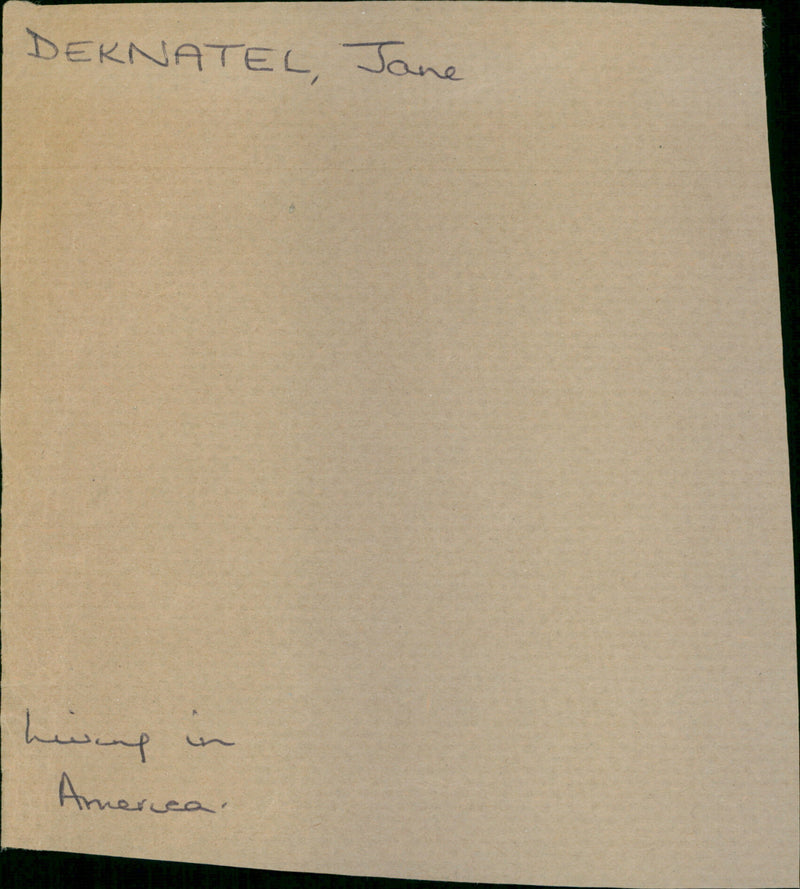 DEKNATEL, Jane
Living in
America.